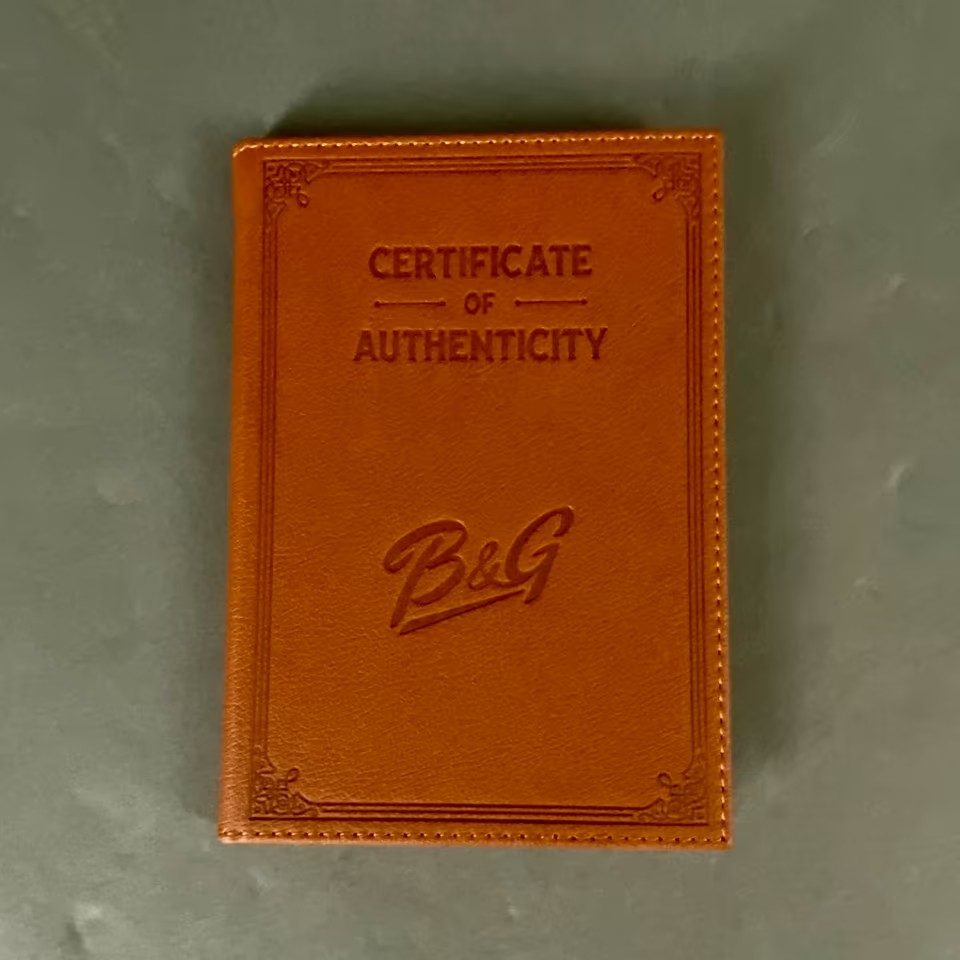 CERTIFICATE
OF
AUTHENTICITY
B&G